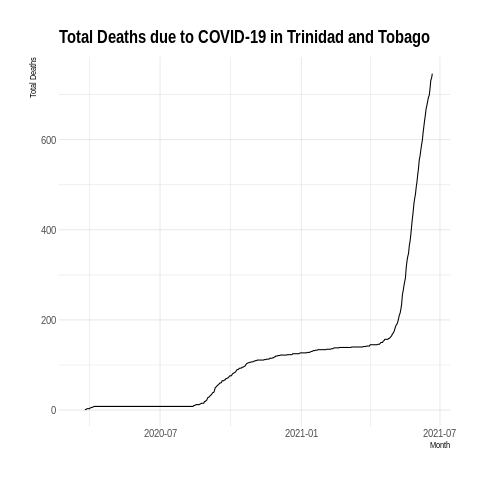 Total Deaths due to COVID-19 in Trinidad and Tobago
Total Deaths
600
400
200
0
2020-07
2021-01
2021-07
Month